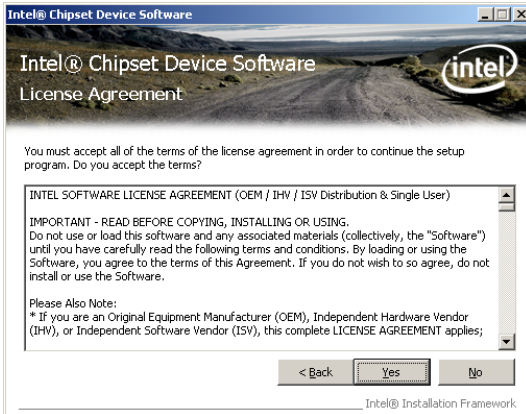 Intel® Chipset Device Software
Intel® Chipset Device Software
intel
License Agreement
You must accept all of the terms of the license agreement in order to continue the setup
program. Do you accept the terms?
INTEL SOFTWARE LICENSE AGREEMENT (OEM / IHV / ISV Distribution & Single User)
IMPORTANT - READ BEFORE COPYING, INSTALLING OR USING.
Do not use or load this software and any associated materials (collectively, the "Software")
until you have carefully read the following terms and conditions. By loading or using the
Software, you agree to the terms of this Agreement. If you do not wish to so agree, do not
install or use the Software.
Please Also Note:
* If you are an Original Equipment Manufacturer (OEM), Independent Hardware Vendor
(IHV), or Independent Software Vendor (ISV), this complete LICENSE AGREEMENT applies;
< Back Yes No
Intel® Installation Framework